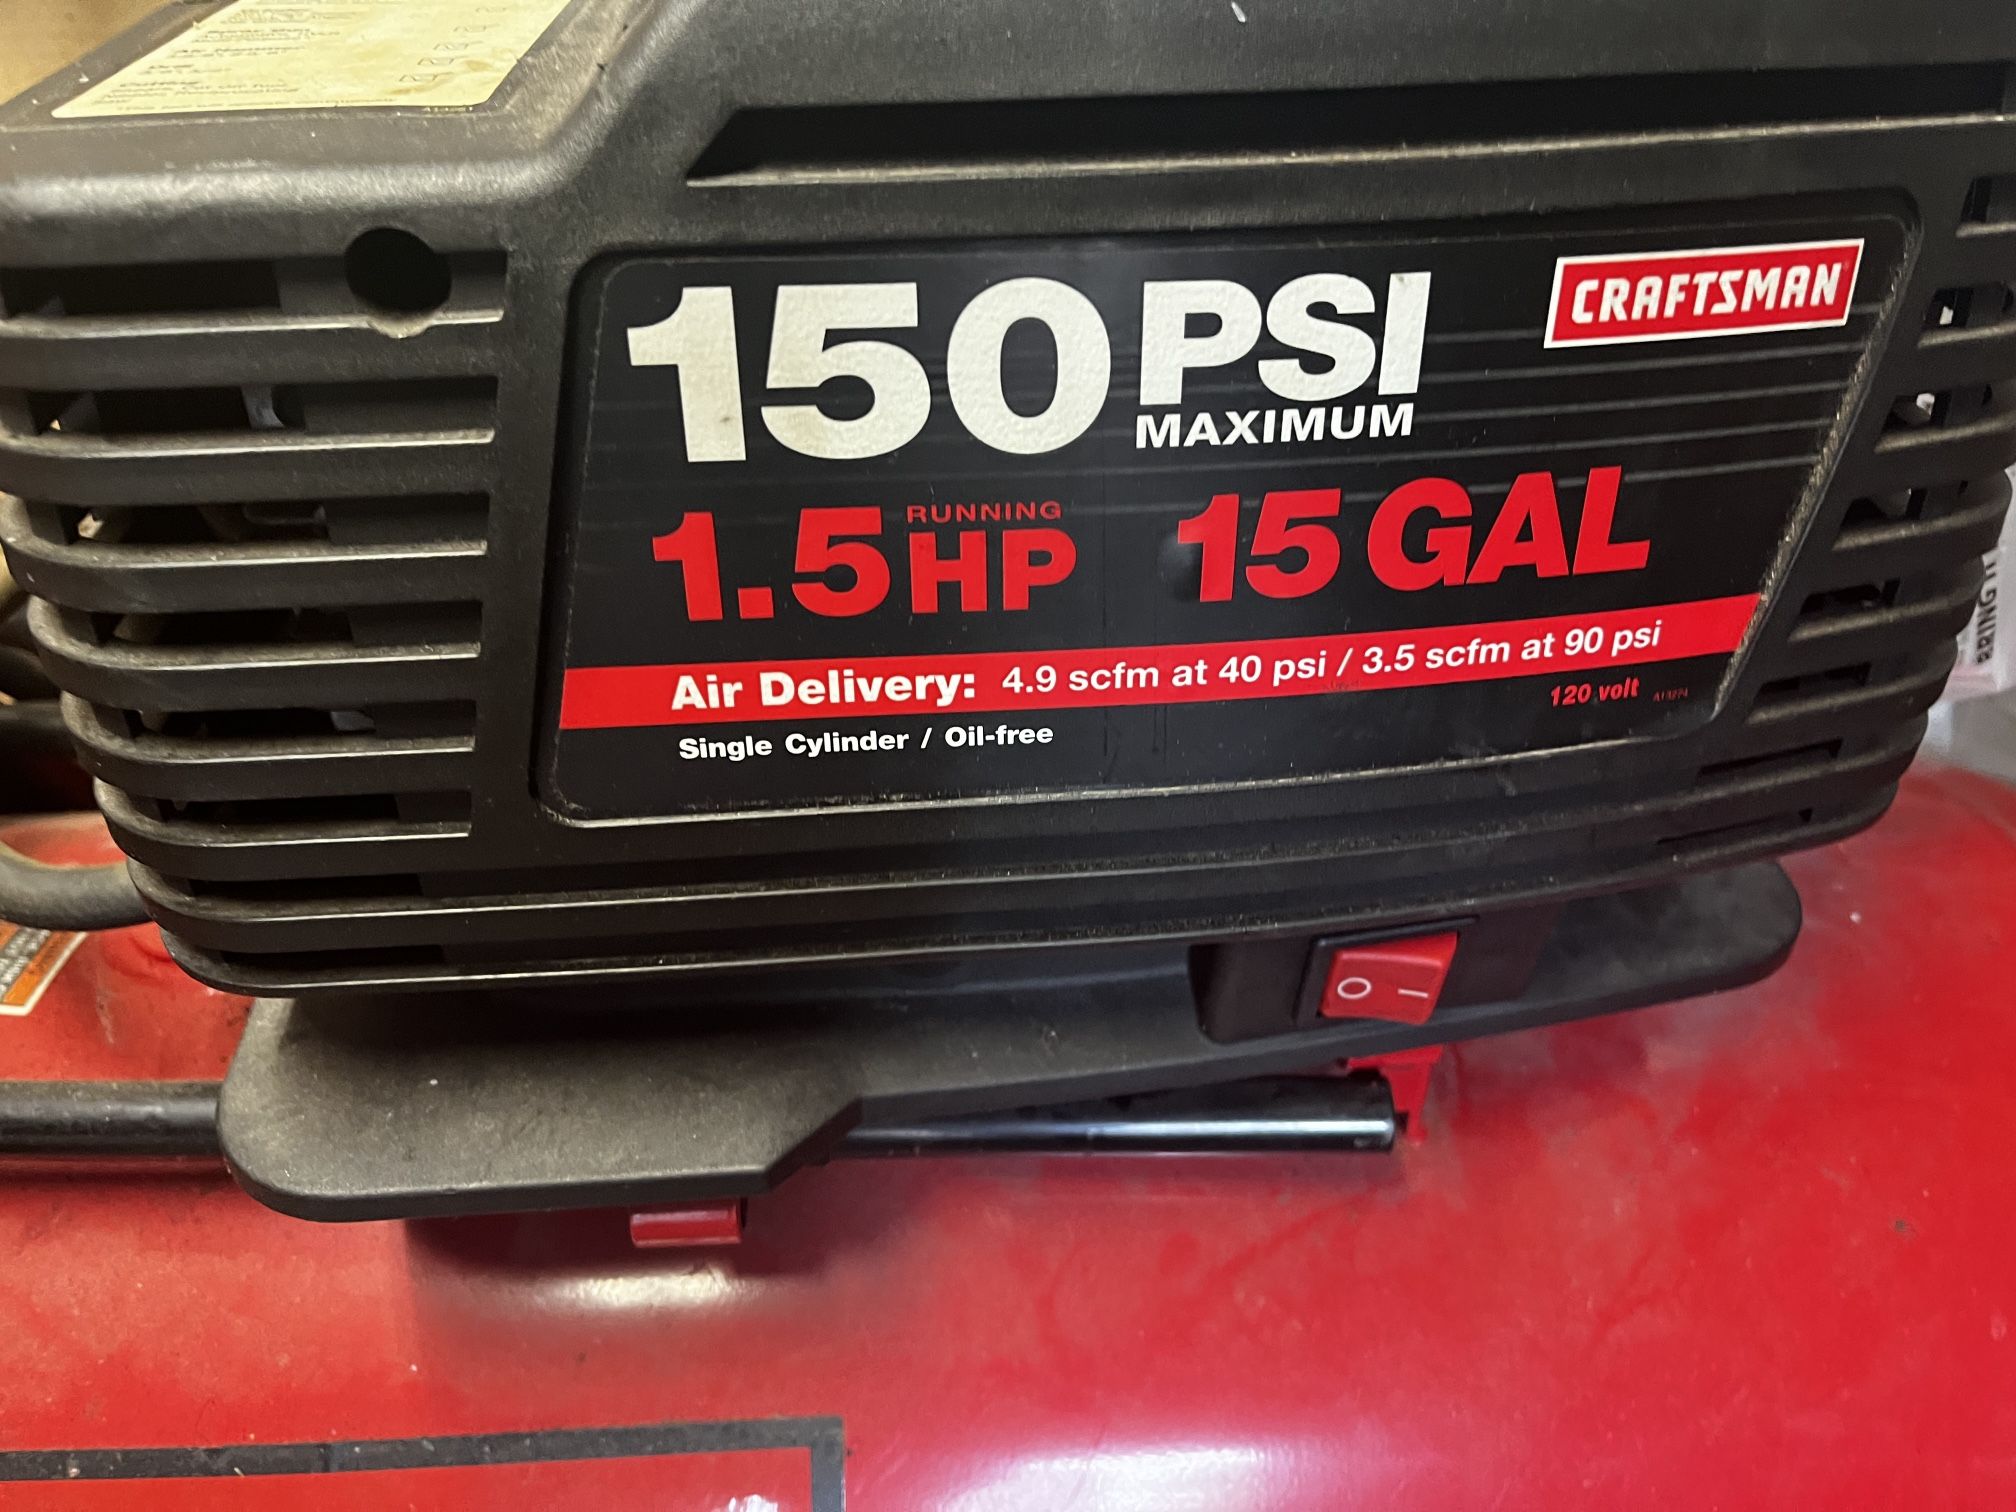 CRAFTSMAN
150 PSI
MAXIMUM
1.5 RUNNING HP 15 GAL
Air Delivery: 4.9 scfm at 40 psi / 3.5 scfm at 90 psi
120 volt
Single Cylinder / Oil-free
O I